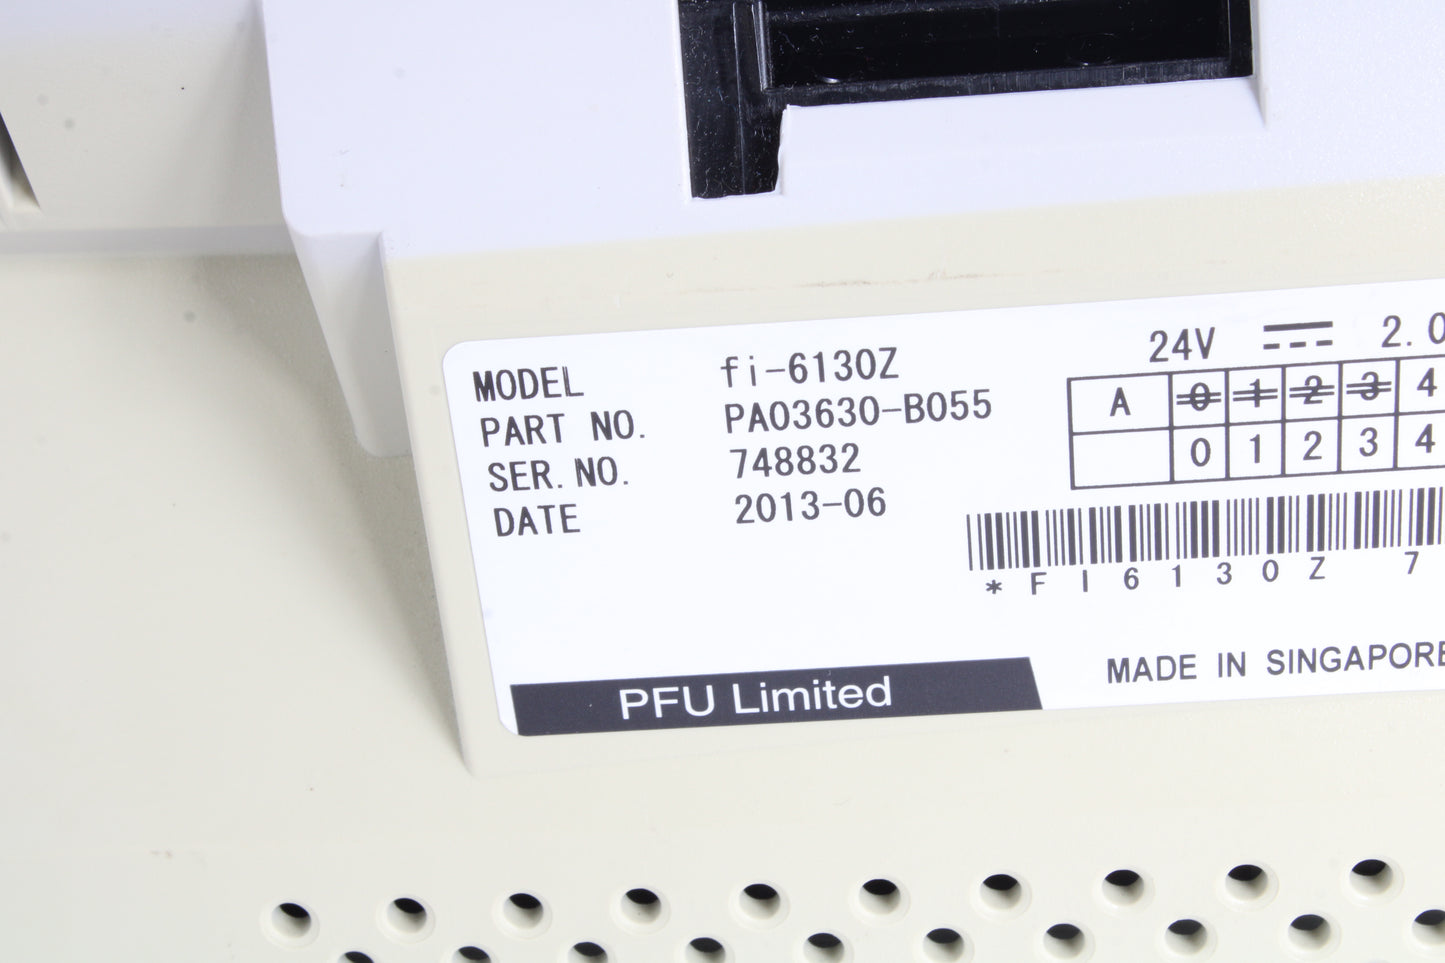 MODEL fi-6130Z
PART NO. PA03630-B055
SER. NO. 748832
DATE 2013-06
24V ⎓ 2.0
A 0 1 2 3 4
0 1 2 3 4
*FI6130Z 7
MADE IN SINGAPORE
PFU Limited